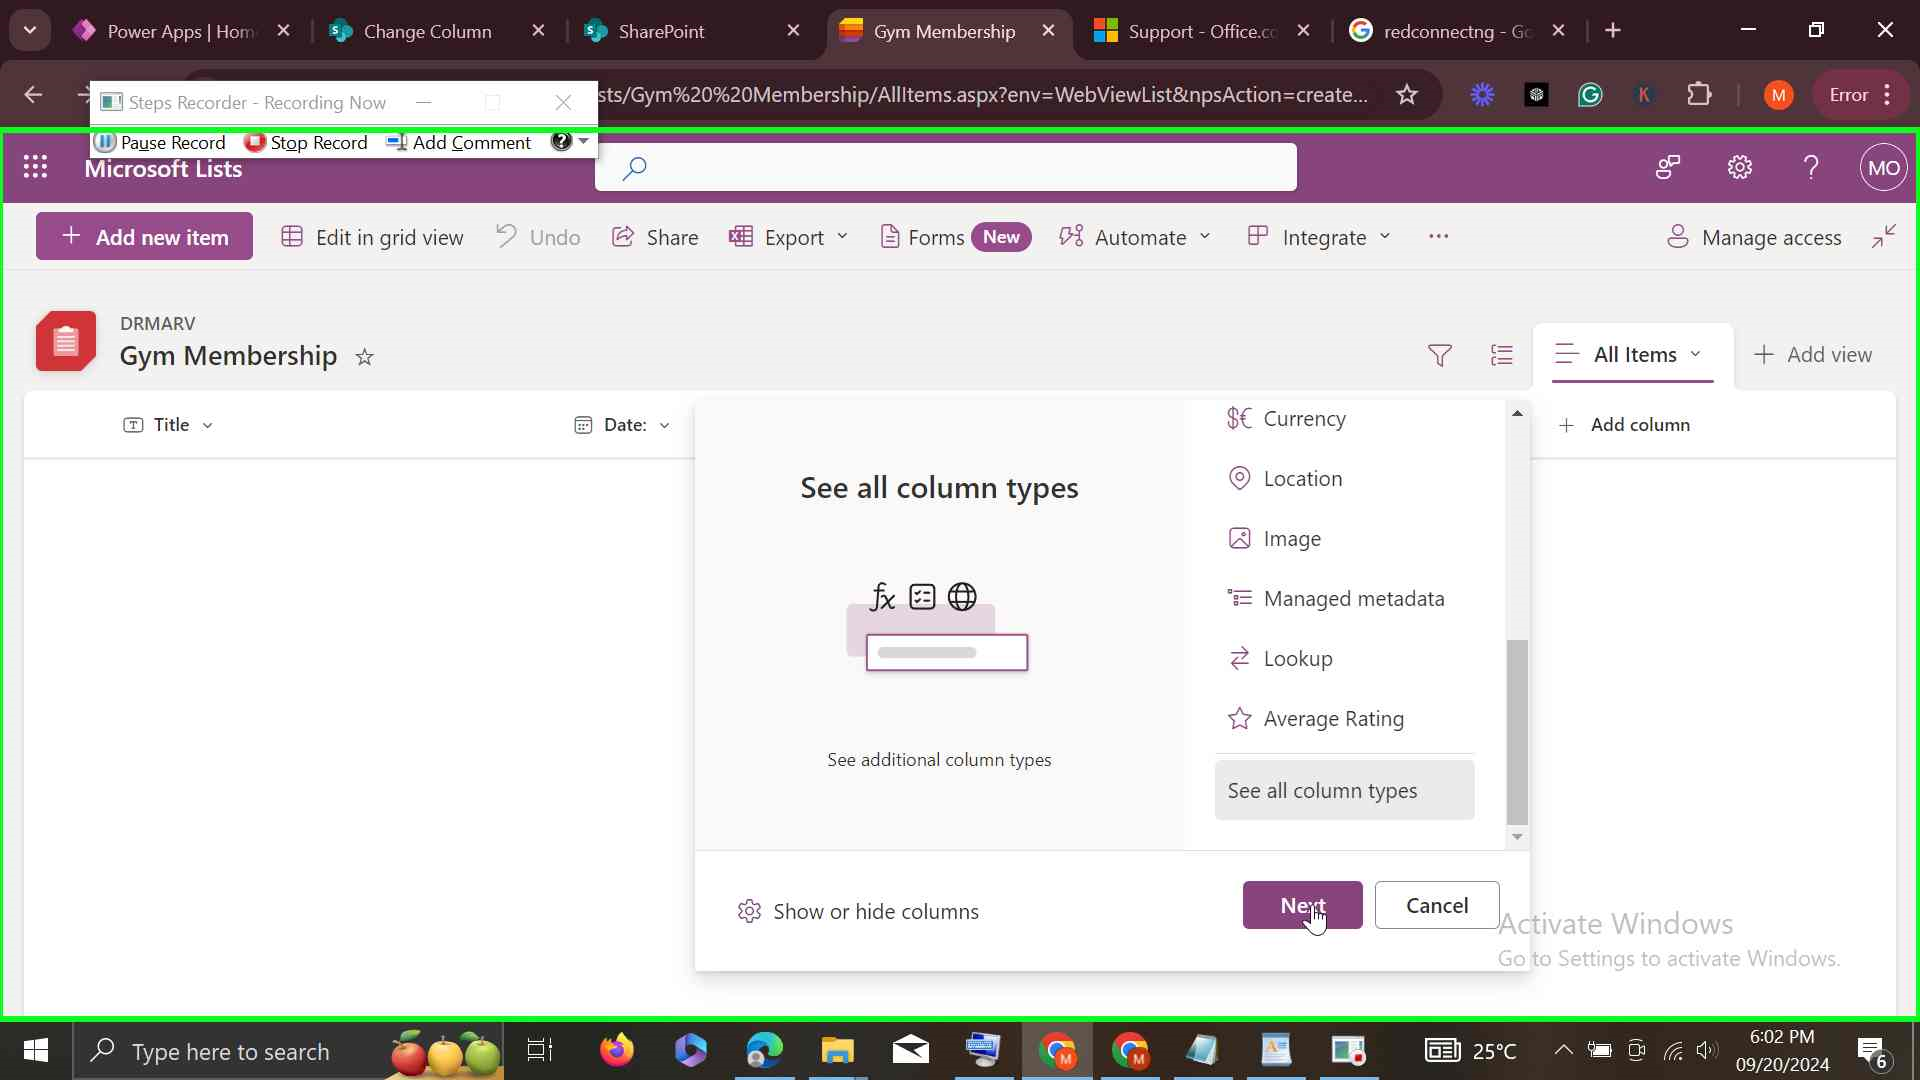 Power Apps | Hom
Change Column
SharePoint
Gym Membership
Support - Office.co
redconnectng - Go
Steps Recorder - Recording Now
sts/Gym%20%20Membership/AllItems.aspx?env=WebViewList&npsAction=create...
M
Error
Pause Record
Stop Record
Add Comment
Microsoft Lists
MO
Add new item
Edit in grid view
Undo
Share
Export
Forms
New
Automate
Integrate
Manage access
DRMARV
Gym Membership
All Items
Add view
Title
Date:
Add column
See all column types
See additional column types
Currency
Location
Image
Managed metadata
Lookup
Average Rating
See all column types
Show or hide columns
Next
Cancel
Activate Windows
Go to Settings to activate Windows.
Type here to search
25°C
6:02 PM
09/20/2024
6